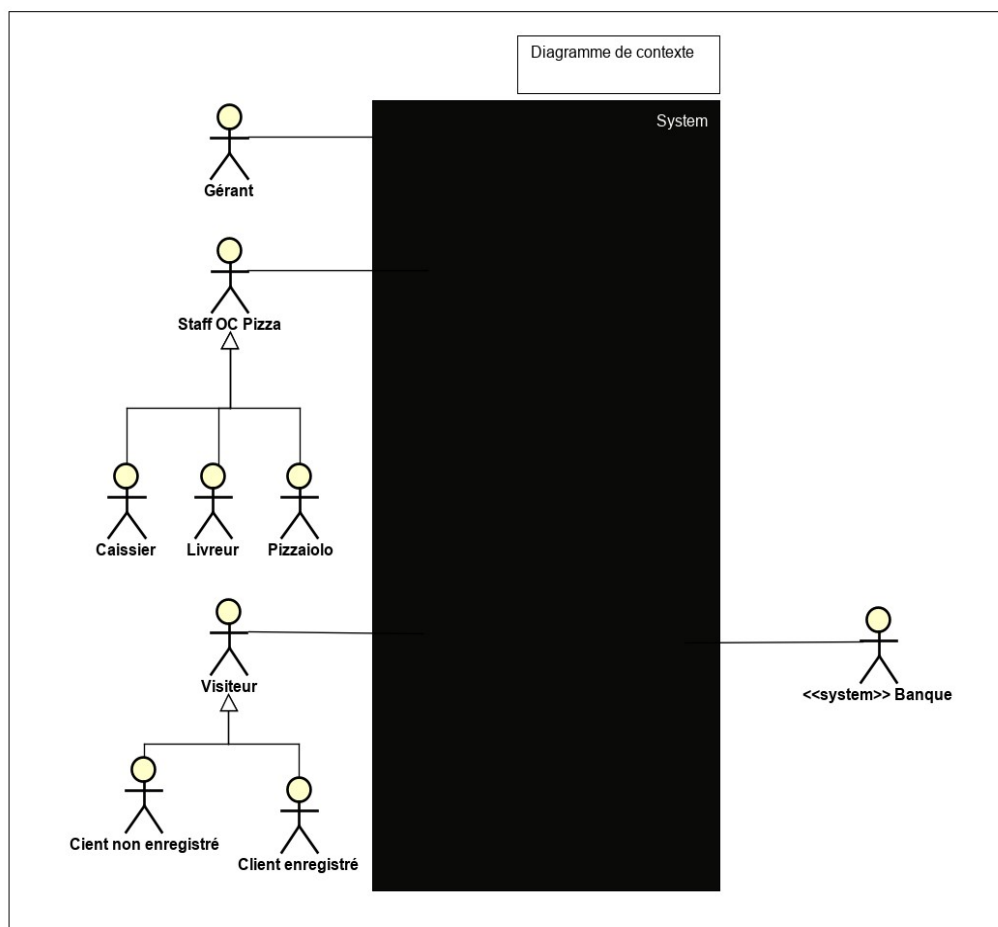 Diagramme de contexte
System
Gérant
Staff OC Pizza
Caissier
Livreur
Pizzaiolo
Visiteur
<<system>> Banque
Cient non enregistré
Client enregistré